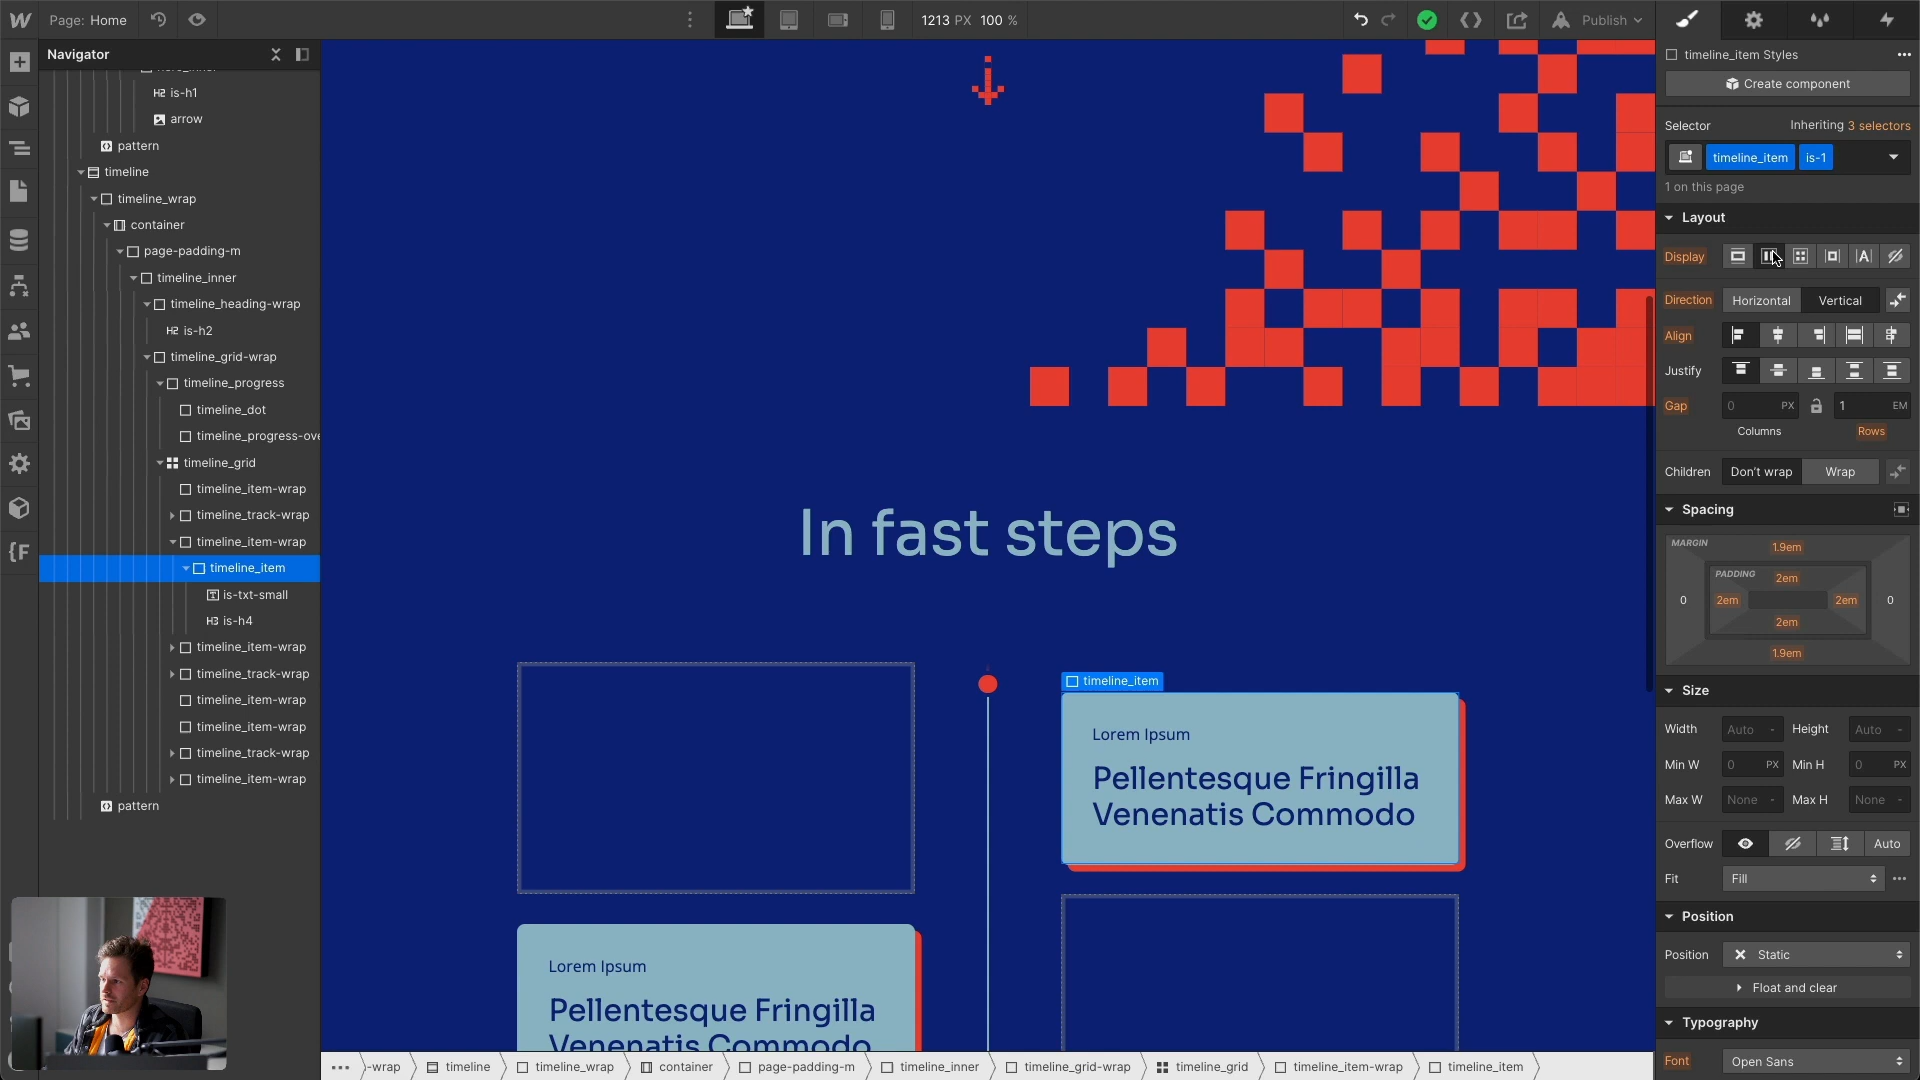 Page: Home
1213 PX 100 %
Publish
Navigator
is-h1
arrow
pattern
timeline
timeline_wrap
container
page-padding-m
timeline_inner
timeline_heading-wrap
is-h2
timeline_grid-wrap
timeline_progress
timeline_dot
timeline_progress-ove
timeline_grid
timeline_item-wrap
timeline_track-wrap
timeline_item-wrap
timeline_item
is-txt-small
is-h4
timeline_item-wrap
timeline_track-wrap
timeline_item-wrap
timeline_item-wrap
timeline_track-wrap
timeline_item-wrap
pattern
In fast steps
timeline_item
Lorem Ipsum
Pellentesque Fringilla
Venenatis Commodo
Lorem Ipsum
Pellentesque Fringilla
Venenatis Commodo
-wrap
timeline
timeline_wrap
container
page-padding-m
timeline_inner
timeline_grid-wrap
timeline_grid
timeline_item-wrap
timeline_item
timeline_item Styles
Create component
Selector
Inheriting 3 selectors
timeline_item is-1
1 on this page
Layout
Display
Direction Horizontal Vertical
Align
Justify
Gap 0 PX 1 EM
Columns Rows
Children Don't wrap Wrap
Spacing
MARGIN
1.9em
PADDING
2em
0 2em 2em 0
2em
1.9em
Size
Width Auto - Height Auto -
Min W 0 PX Min H 0 PX
Max W None - Max H None -
Overflow Auto
Fit Fill
Position
Position Static
Float and clear
Typography
Font Open Sans